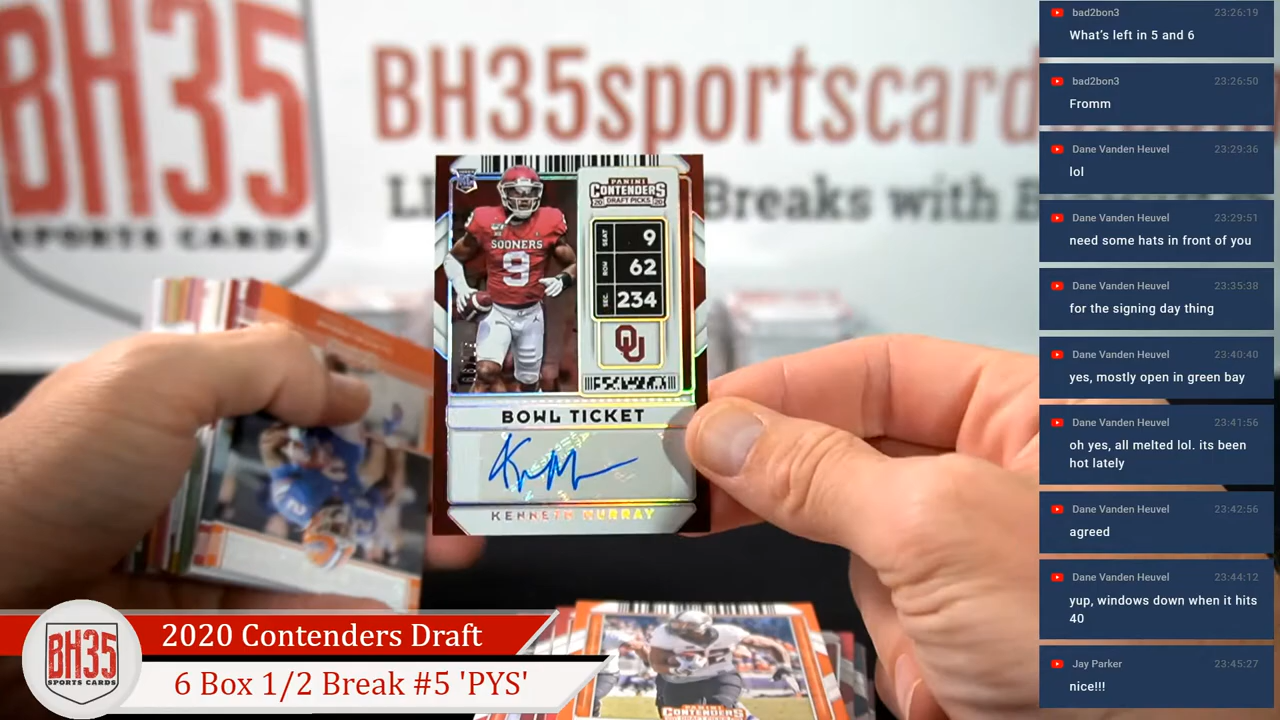 BH35
SPORTS CARDS
BH35sportscard
Breaks with B
PANINI
CONTENDERS
20 DRAFT PICKS 20
SEAT 9
ROW 62
SEC. 234
SOONERS
9
OU
BOWL TICKET
KENNETH MURRAY
CONTENDERS
BH35
SPORTS CARDS
2020 Contenders Draft
6 Box 1/2 Break #5 'PYS'
bad2bon3 23:26:19
What's left in 5 and 6
bad2bon3 23:26:50
Fromm
Dane Vanden Heuvel 23:29:36
lol
Dane Vanden Heuvel 23:29:51
need some hats in front of you
Dane Vanden Heuvel 23:35:38
for the signing day thing
Dane Vanden Heuvel 23:40:40
yes, mostly open in green bay
Dane Vanden Heuvel 23:41:56
oh yes, all melted lol. its been
hot lately
Dane Vanden Heuvel 23:42:56
agreed
Dane Vanden Heuvel 23:44:12
yup, windows down when it hits
40
Jay Parker 23:45:27
nice!!!